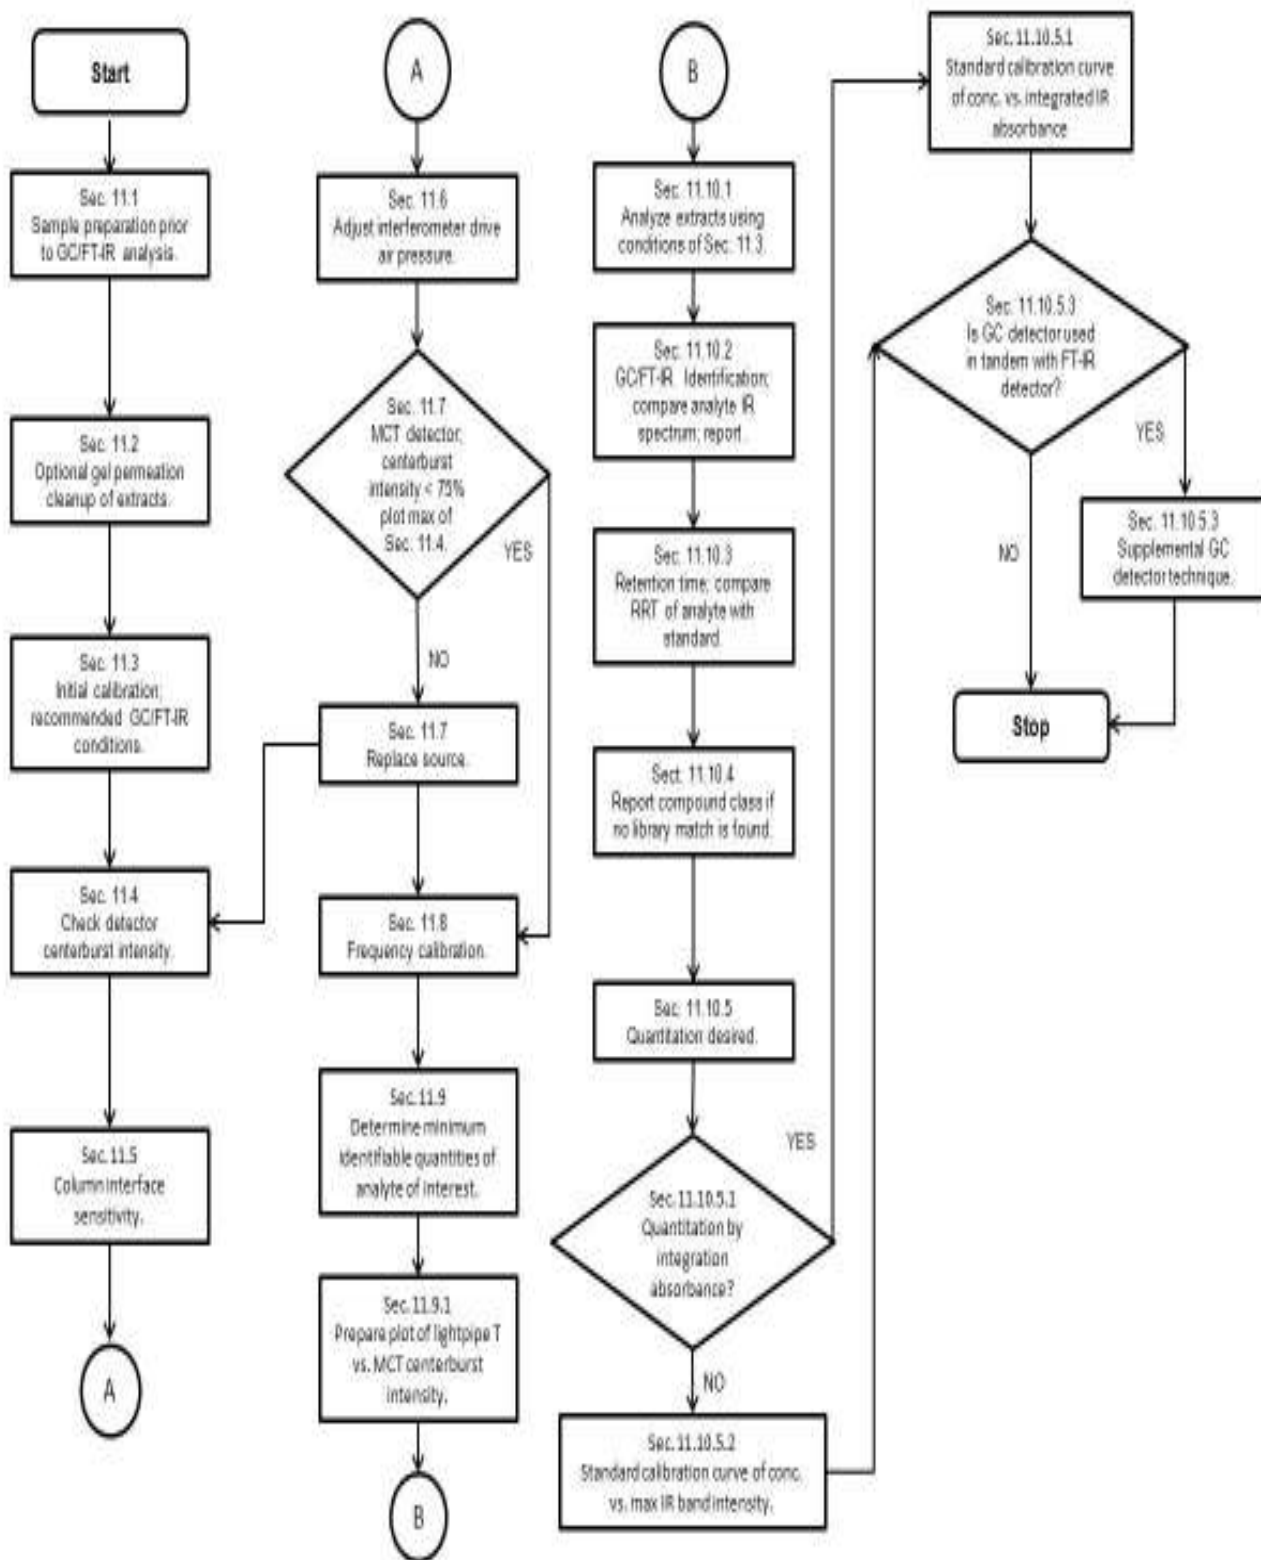 Start
Sec. 11.1
Sample preparation prior
to GC/FT-IR analysis.
Sec. 11.2
Optional gel permeation
cleanup of extracts.
Sec. 11.3
Initial calibration;
recommended GC/FT-IR
conditions.
Sec. 11.4
Check detector
centerburst intensity.
Sec. 11.5
Column interface
sensitivity.
A
A
Sec. 11.6
Adjust interferometer drive
air pressure.
Sec. 11.7
MCT detector,
centerburst
intensity < 75%
plot max of
Sec. 11.4.
YES
NO
Sec. 11.7
Replace source.
Sec. 11.8
Frequency calibration.
Sec. 11.9
Determine minimum
identifiable quantities of
analyte of interest.
Sec. 11.9.1
Prepare plot of lightpipe T
vs. MCT centerburst
intensity.
B
B
Sec. 11.10.1
Analyze extracts using
conditions of Sec. 11.3.
Sec. 11.10.2
GC/FT-IR Identification;
compare analyte IR
spectrum; report.
Sec. 11.10.3
Retention time; compare
RRT of analyte with
standard.
Sect. 11.10.4
Report compound class if
no library match is found.
Sec. 11.10.5
Quantitation desired.
Sec. 11.10.5.1
Quantitation by
integration
absorbance?
YES
NO
Sec. 11.10.5.2
Standard calibration curve of conc.
vs. max IR band intensity.
Sec. 11.10.5.1
Standard calibration curve
of conc. vs. integrated IR
absorbance
Sec. 11.10.5.3
Is GC detector used
in tandem with FT-IR
detector?
YES
NO
Sec. 11.10.5.3
Supplemental GC
detector technique.
Stop